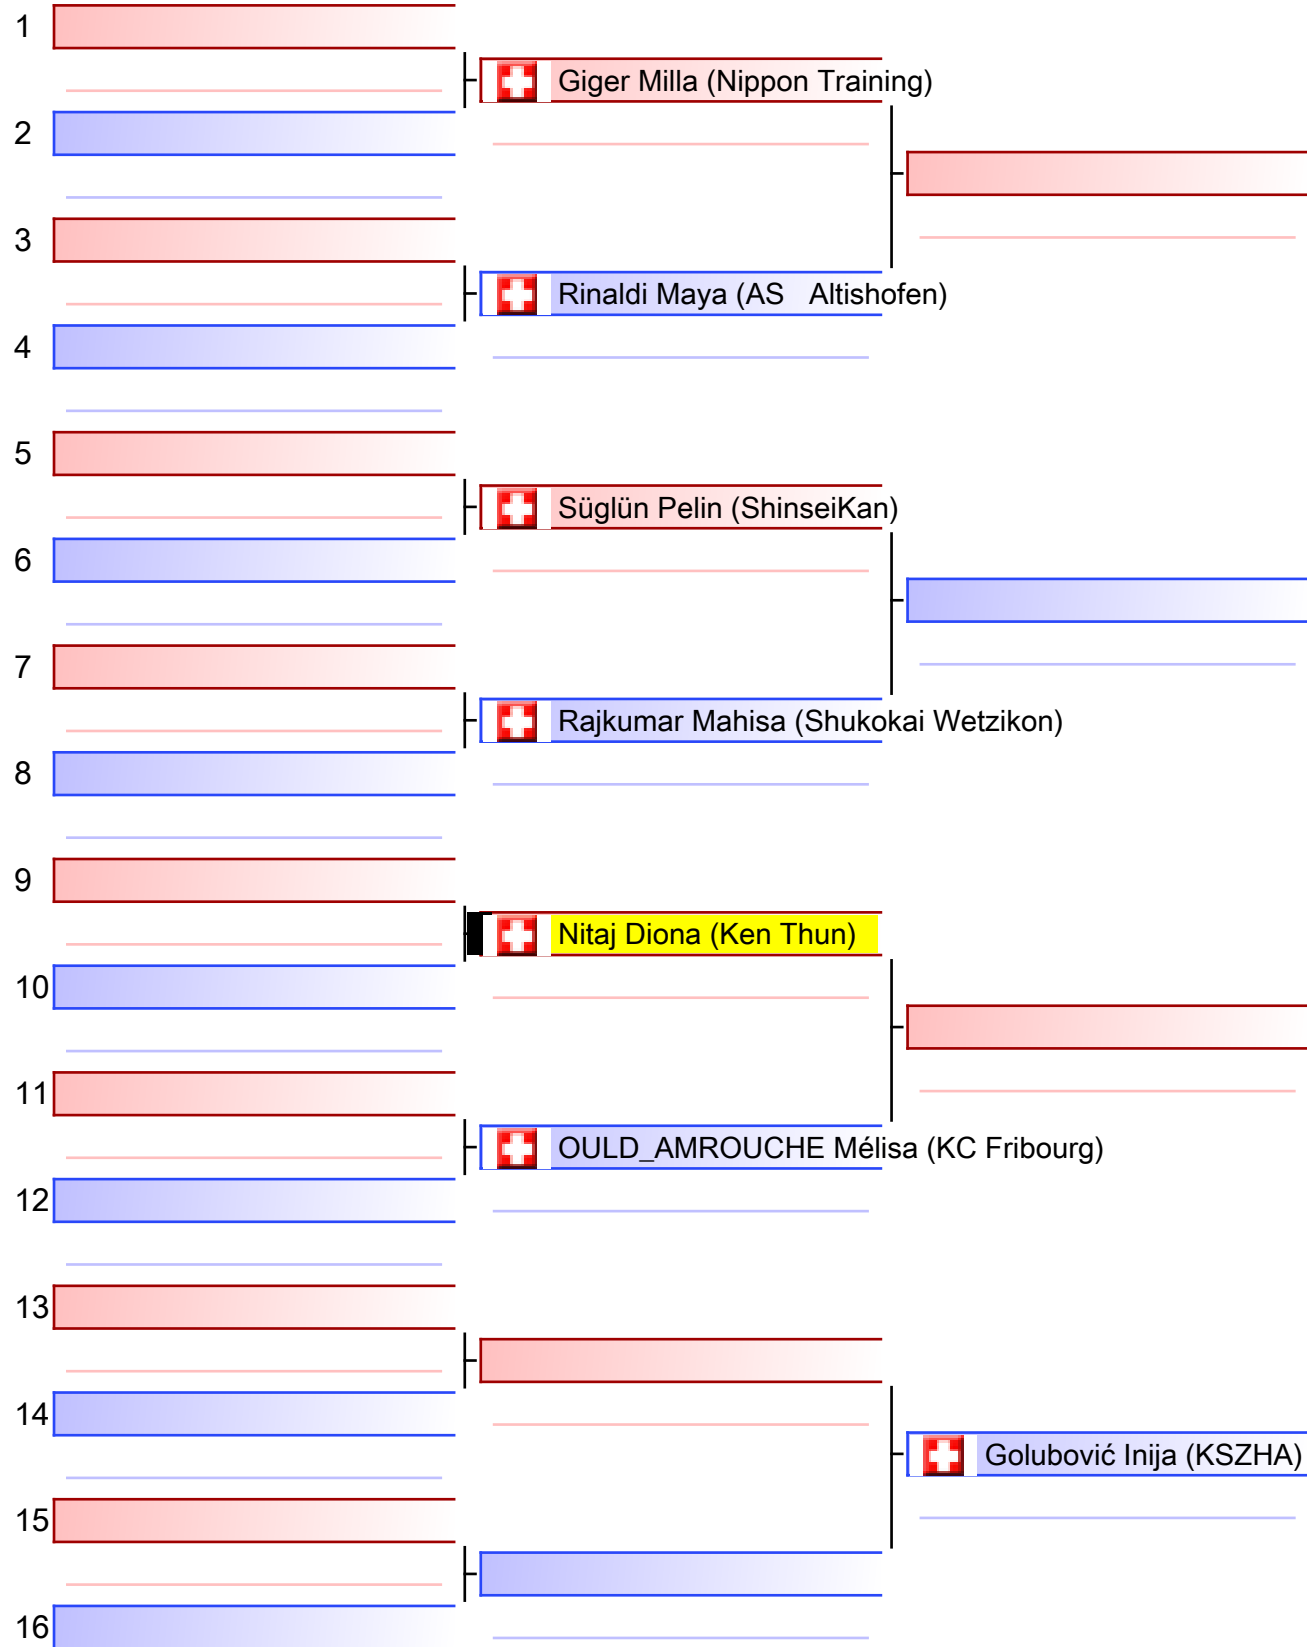 1
Giger Milla (Nippon Training)
2
3
Rinaldi Maya (AS Altishofen)
4
5
Süglün Pelin (ShinseiKan)
6
7
Rajkumar Mahisa (Shukokai Wetzikon)
8
9
Nitaj Diona (Ken Thun)
10
11
OULD_AMROUCHE Mélisa (KC Fribourg)
12
13
14
Golubović Inija (KSZHA)
15
16